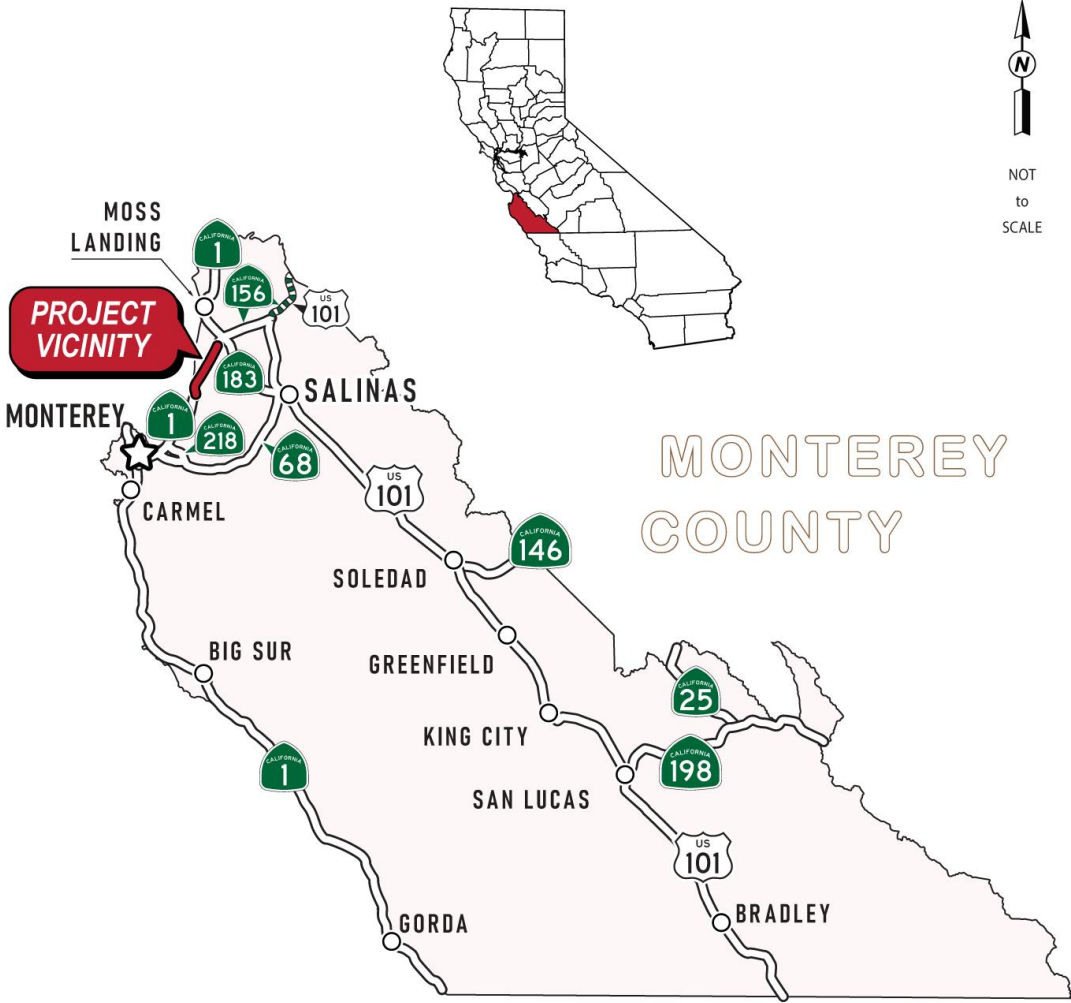 N
NOT
to
SCALE
MOSS
LANDING
CALIFORNIA
1
CALIFORNIA
156
US
101
PROJECT
VICINITY
CALIFORNIA
183
SALINAS
MONTEREY
CALIFORNIA
1
CALIFORNIA
218
CALIFORNIA
68
MONTEREY
COUNTY
US
101
CARMEL
CALIFORNIA
146
SOLEDAD
BIG SUR
GREENFIELD
CALIFORNIA
25
KING CITY
CALIFORNIA
1
CALIFORNIA
198
SAN LUCAS
US
101
BRADLEY
GORDA